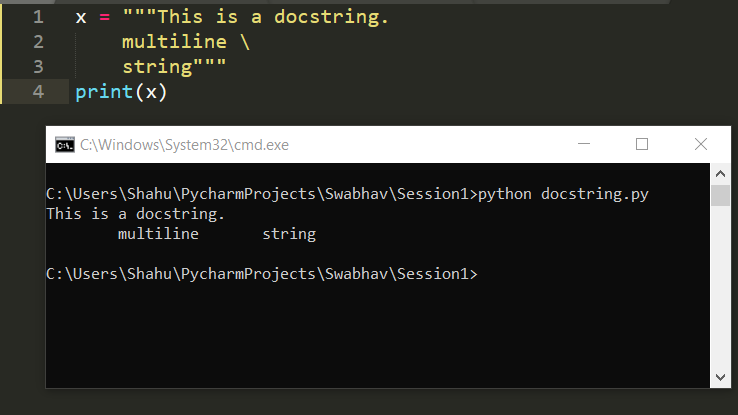 1 x = """This is a docstring.
2     multiline \
3     string"""
4 print(x)
C:\Windows\System32\cmd.exe
C:\Users\Shahu\PycharmProjects\Swabhav\Session1>python docstring.py
This is a docstring.
        multiline       string
C:\Users\Shahu\PycharmProjects\Swabhav\Session1>